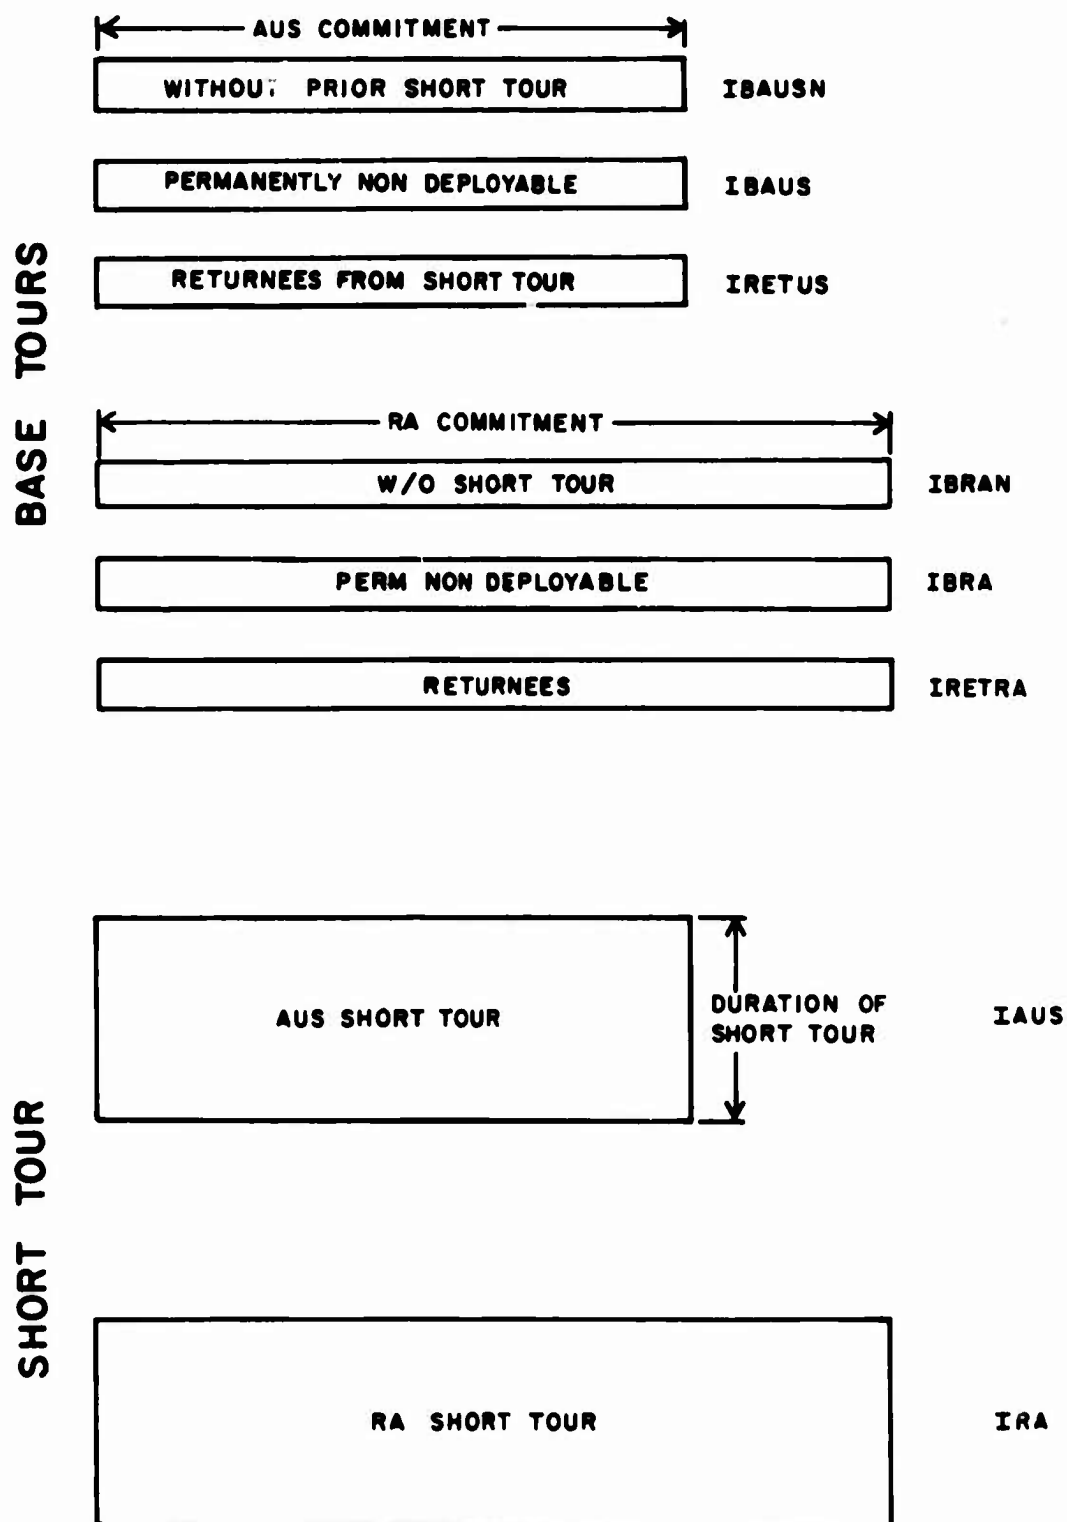 AUS COMMITMENT
WITHOUT PRIOR SHORT TOUR
IBAUSN
PERMANENTLY NON DEPLOYABLE
IBAUS
RETURNEES FROM SHORT TOUR
IRETUS
BASE TOURS
RA COMMITMENT
W/O SHORT TOUR
IBRAN
PERM NON DEPLOYABLE
IBRA
RETURNEES
IRETRA
AUS SHORT TOUR
DURATION OF
SHORT TOUR
IAUS
SHORT TOUR
RA SHORT TOUR
IRA